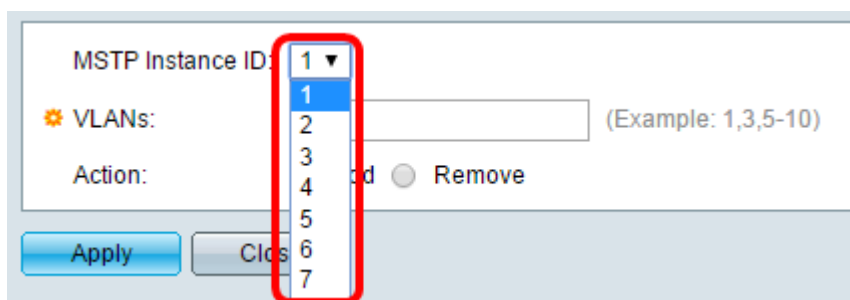 MSTP Instance ID: 1
1
VLANs: (Example: 1,3,5-10)
2
3
Action: Remove
4
5
Apply
6
7